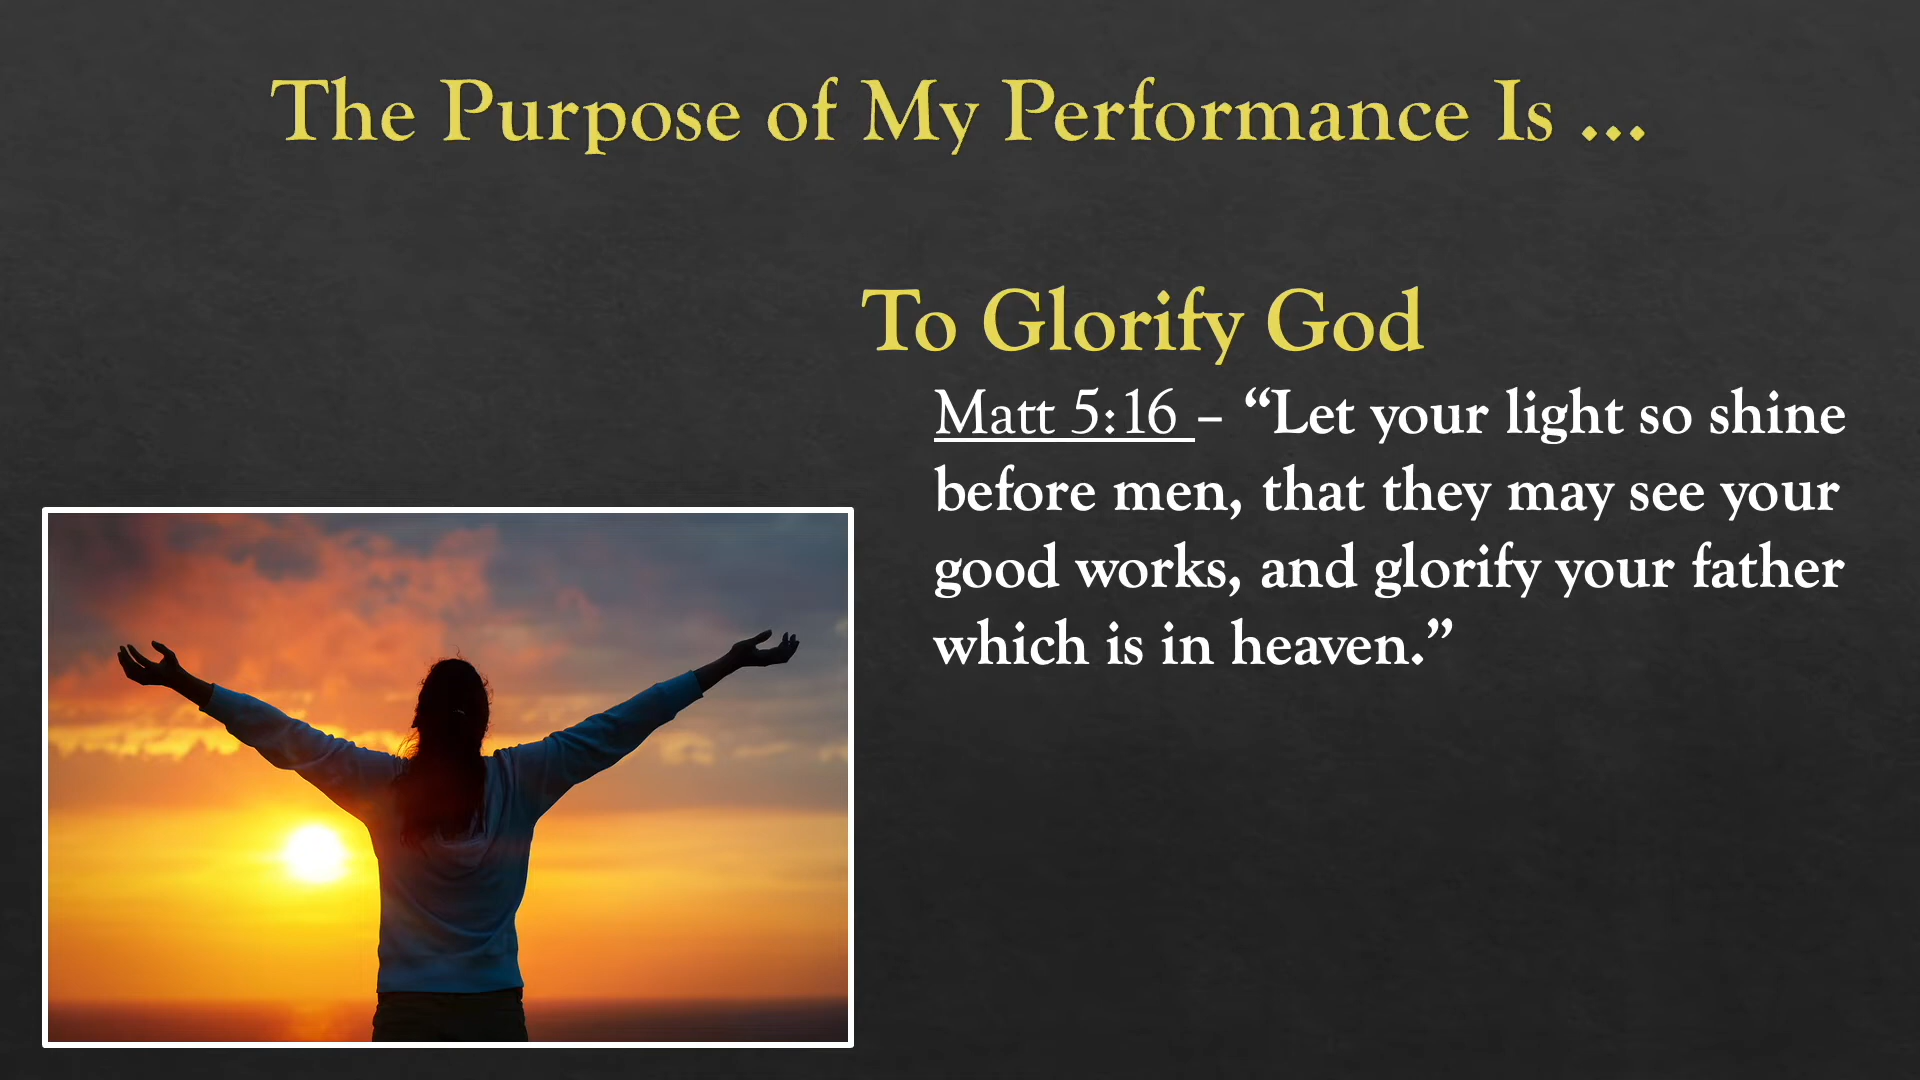 The Purpose of My Performance Is ...
To Glorify God
Matt 5:16 – “Let your light so shine
before men, that they may see your
good works, and glorify your father
which is in heaven.”